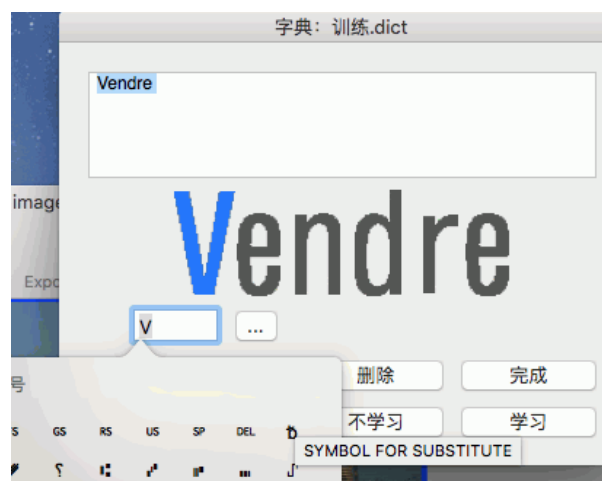 字典：训练.dict
Vendre
image
Vendre
Expo
V
...
号
删除
完成
GS RS US SP DEL
不学习
学习
SYMBOL FOR SUBSTITUTE